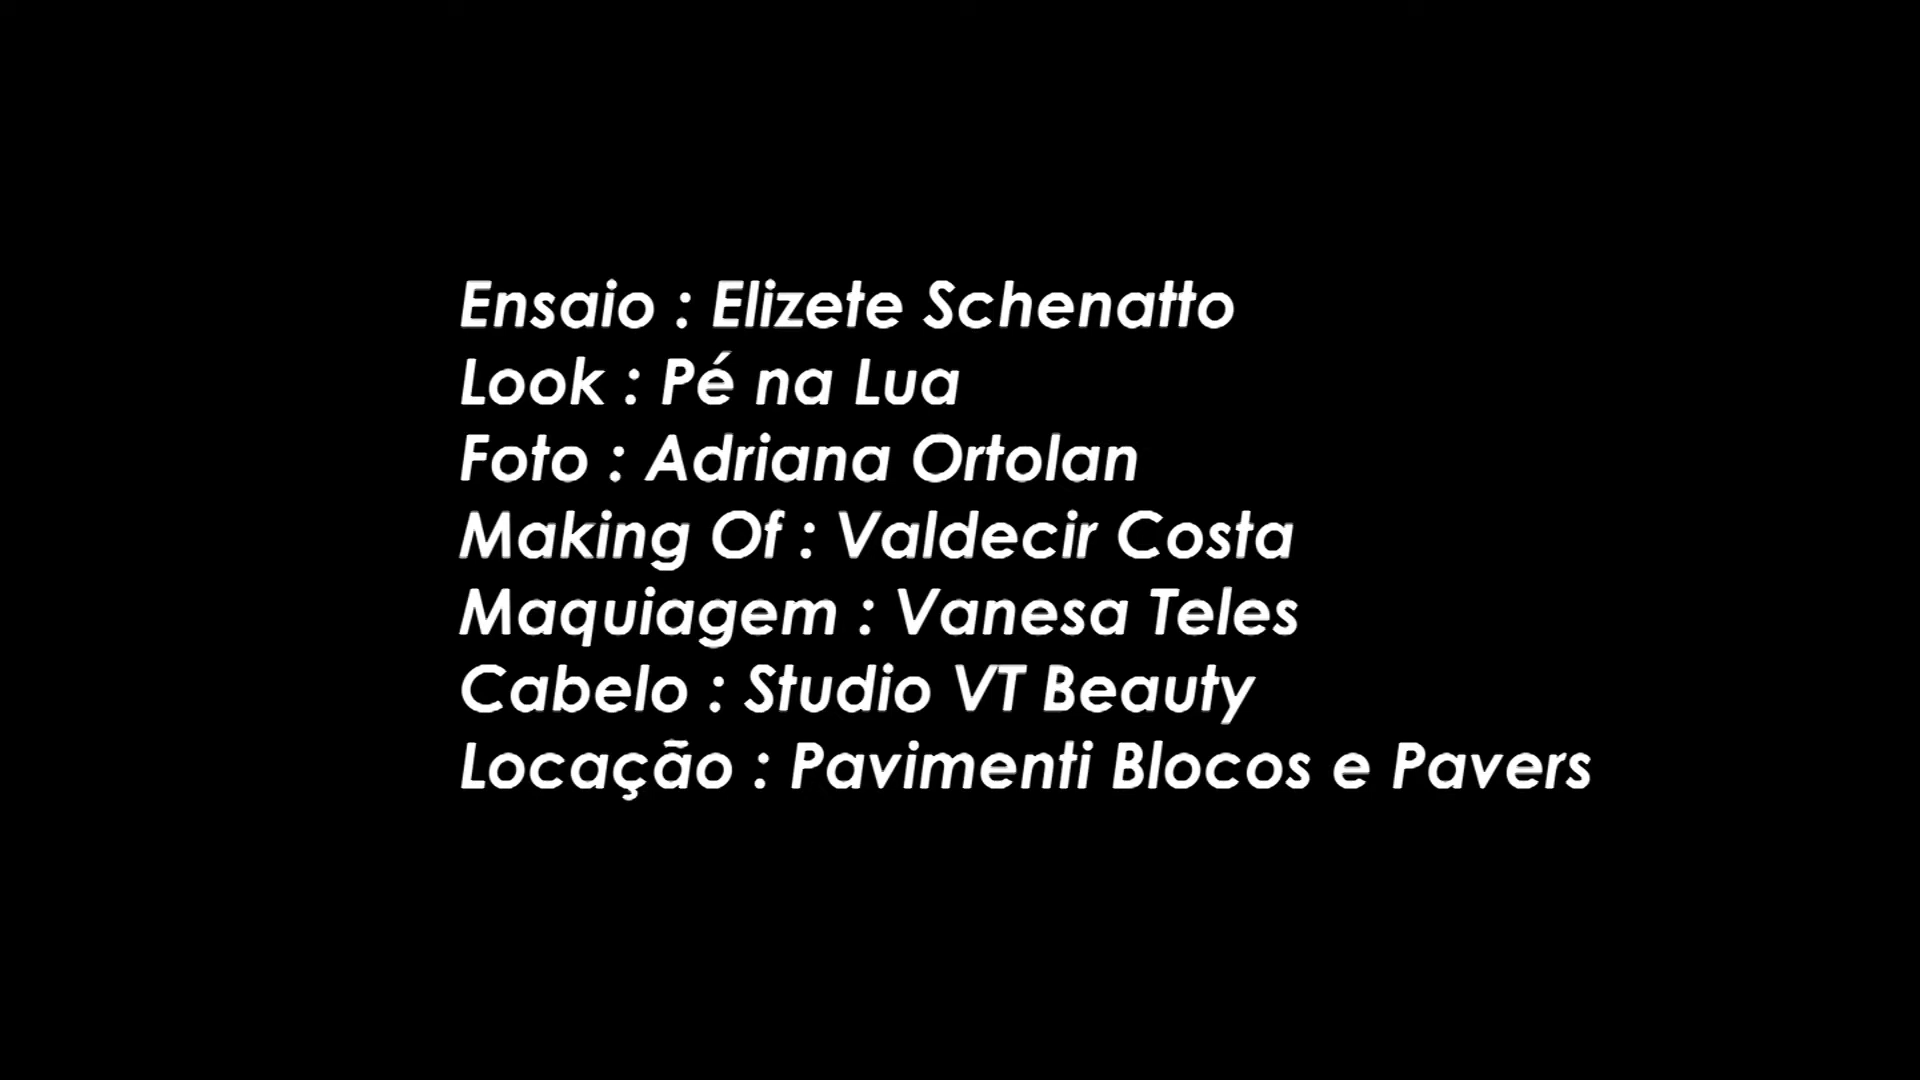 Ensaio : Elizete Schenatto
Look : Pé na Lua
Foto : Adriana Ortolan
Making Of : Valdecir Costa
Maquiagem : Vanesa Teles
Cabelo : Studio VT Beauty
Locação : Pavimenti Blocos e Pavers